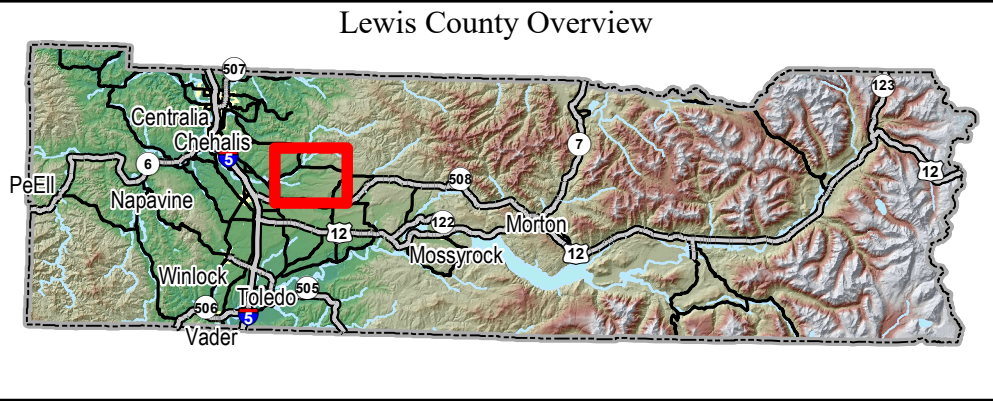 Lewis County Overview
507
123
Centralia
Chehalis
5
7
6
12
PeEll
508
Napavine
122
Morton
12
12
Mossyrock
Winlock
505
Toledo
506
5
Vader